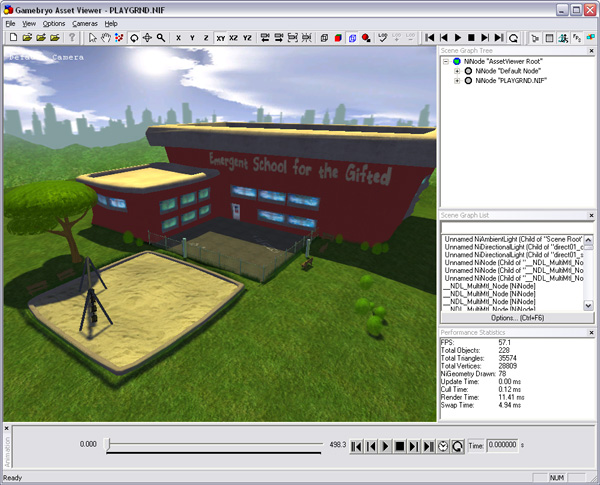 Gamebryo Asset Viewer - PLAYGRND.NIF
File View Options Cameras Help
X Y Z XY XZ YZ
LOD LOD LOD
Default Camera
Emergent School for the Gifted
Scene Graph Tree
NiNode "AssetViewer Root"
NiNode "Default Node"
NiNode "PLAYGRND.NIF"
Scene Graph List
Unnamed NiAmbientLight (Child of "Scene Root"
Unnamed NiDirectionalLight (Child of "direct01_c
Unnamed NiDirectionalLight (Child of "direct01_s
Unnamed NiNode (Child of "__NDL_MultiMtl_No
Unnamed NiNode (Child of "__NDL_MultiMtl_No
Unnamed NiNode (Child of "__NDL_MultiMtl_No
__NDL_MultiMtl_Node [NiNode]
__NDL_MultiMtl_Node [NiNode]
__NDL_MultiMtl_Node [NiNode]
Options... (Ctrl+F6)
Performance Statistics
FPS: 57.1
Total Objects: 228
Total Triangles: 35574
Total Vertices: 28809
NiGeometry Drawn: 78
Update Time: 0.00 ms
Cull Time: 0.12 ms
Render Time: 11.41 ms
Swap Time: 4.94 ms
Animation
0.000 498.3 Time: 0.000000 s
Ready NUM